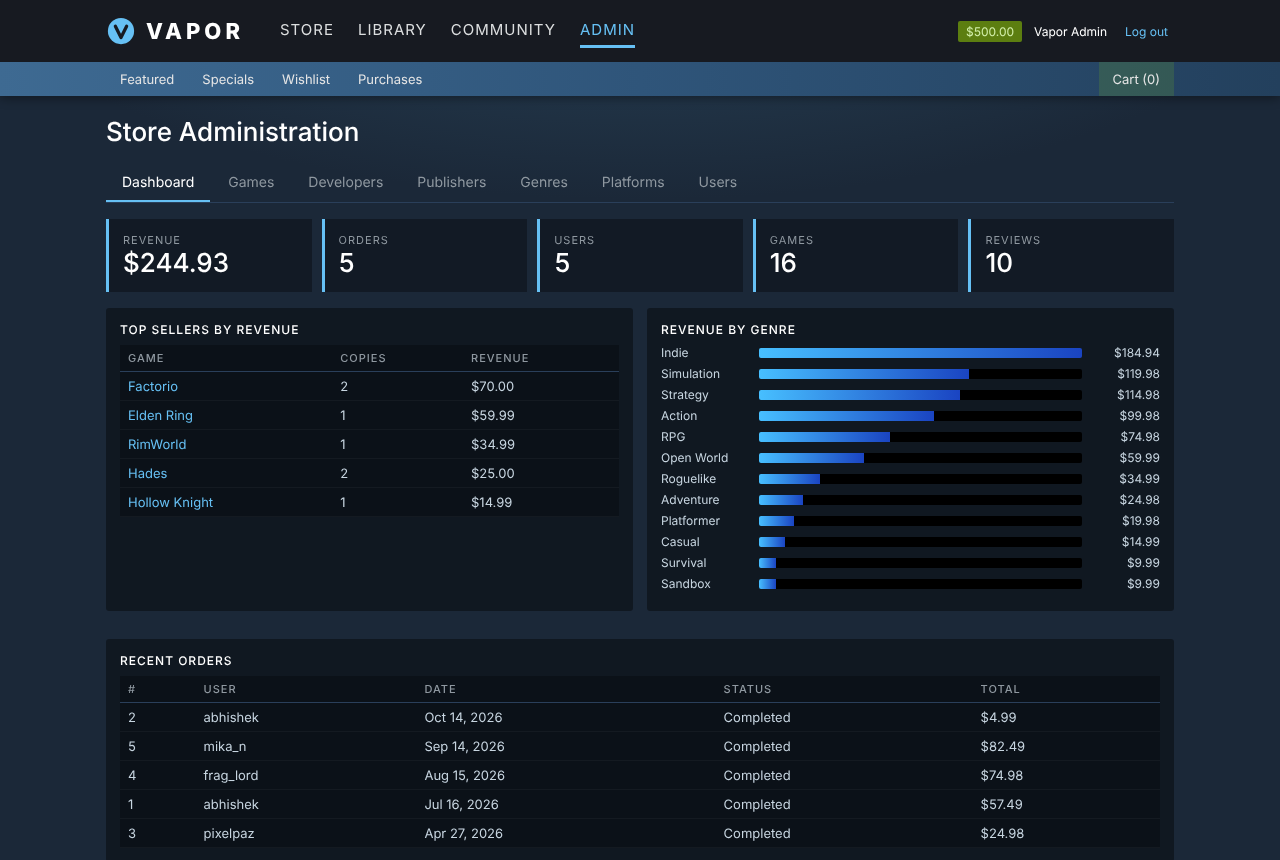 VAPOR STORE LIBRARY COMMUNITY ADMIN $500.00 Vapor Admin Log out
Featured Specials Wishlist Purchases Cart (0)
Store Administration
Dashboard Games Developers Publishers Genres Platforms Users
REVENUE ORDERS USERS GAMES REVIEWS
$244.93 5 5 16 10
TOP SELLERS BY REVENUE
GAME COPIES REVENUE
Factorio 2 $70.00
Elden Ring 1 $59.99
RimWorld 1 $34.99
Hades 2 $25.00
Hollow Knight 1 $14.99
REVENUE BY GENRE
Indie $184.94
Simulation $119.98
Strategy $114.98
Action $99.98
RPG $74.98
Open World $59.99
Roguelike $34.99
Adventure $24.98
Platformer $19.98
Casual $14.99
Survival $9.99
Sandbox $9.99
RECENT ORDERS
# USER DATE STATUS TOTAL
2 abhishek Oct 14, 2026 Completed $4.99
5 mika_n Sep 14, 2026 Completed $82.49
4 frag_lord Aug 15, 2026 Completed $74.98
1 abhishek Jul 16, 2026 Completed $57.49
3 pixelpaz Apr 27, 2026 Completed $24.98